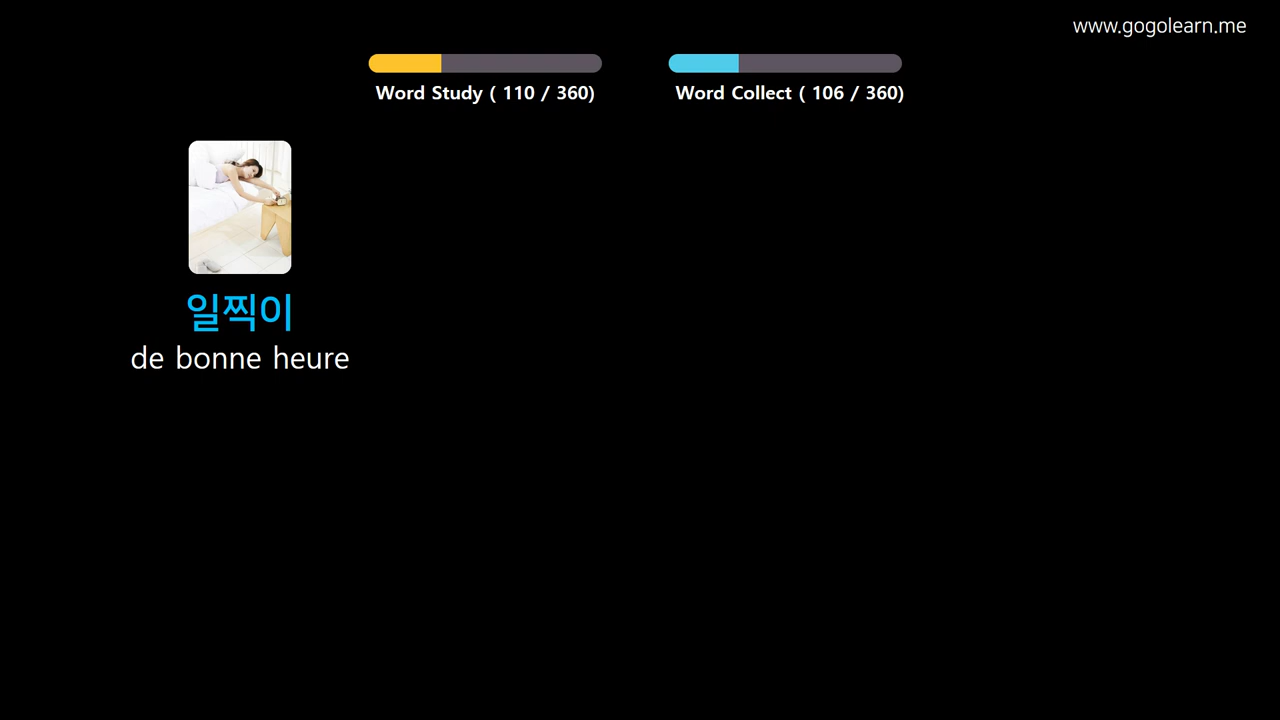 www.gogolearn.me
Word Study ( 110 / 360)
Word Collect ( 106 / 360)
일찍이
de bonne heure